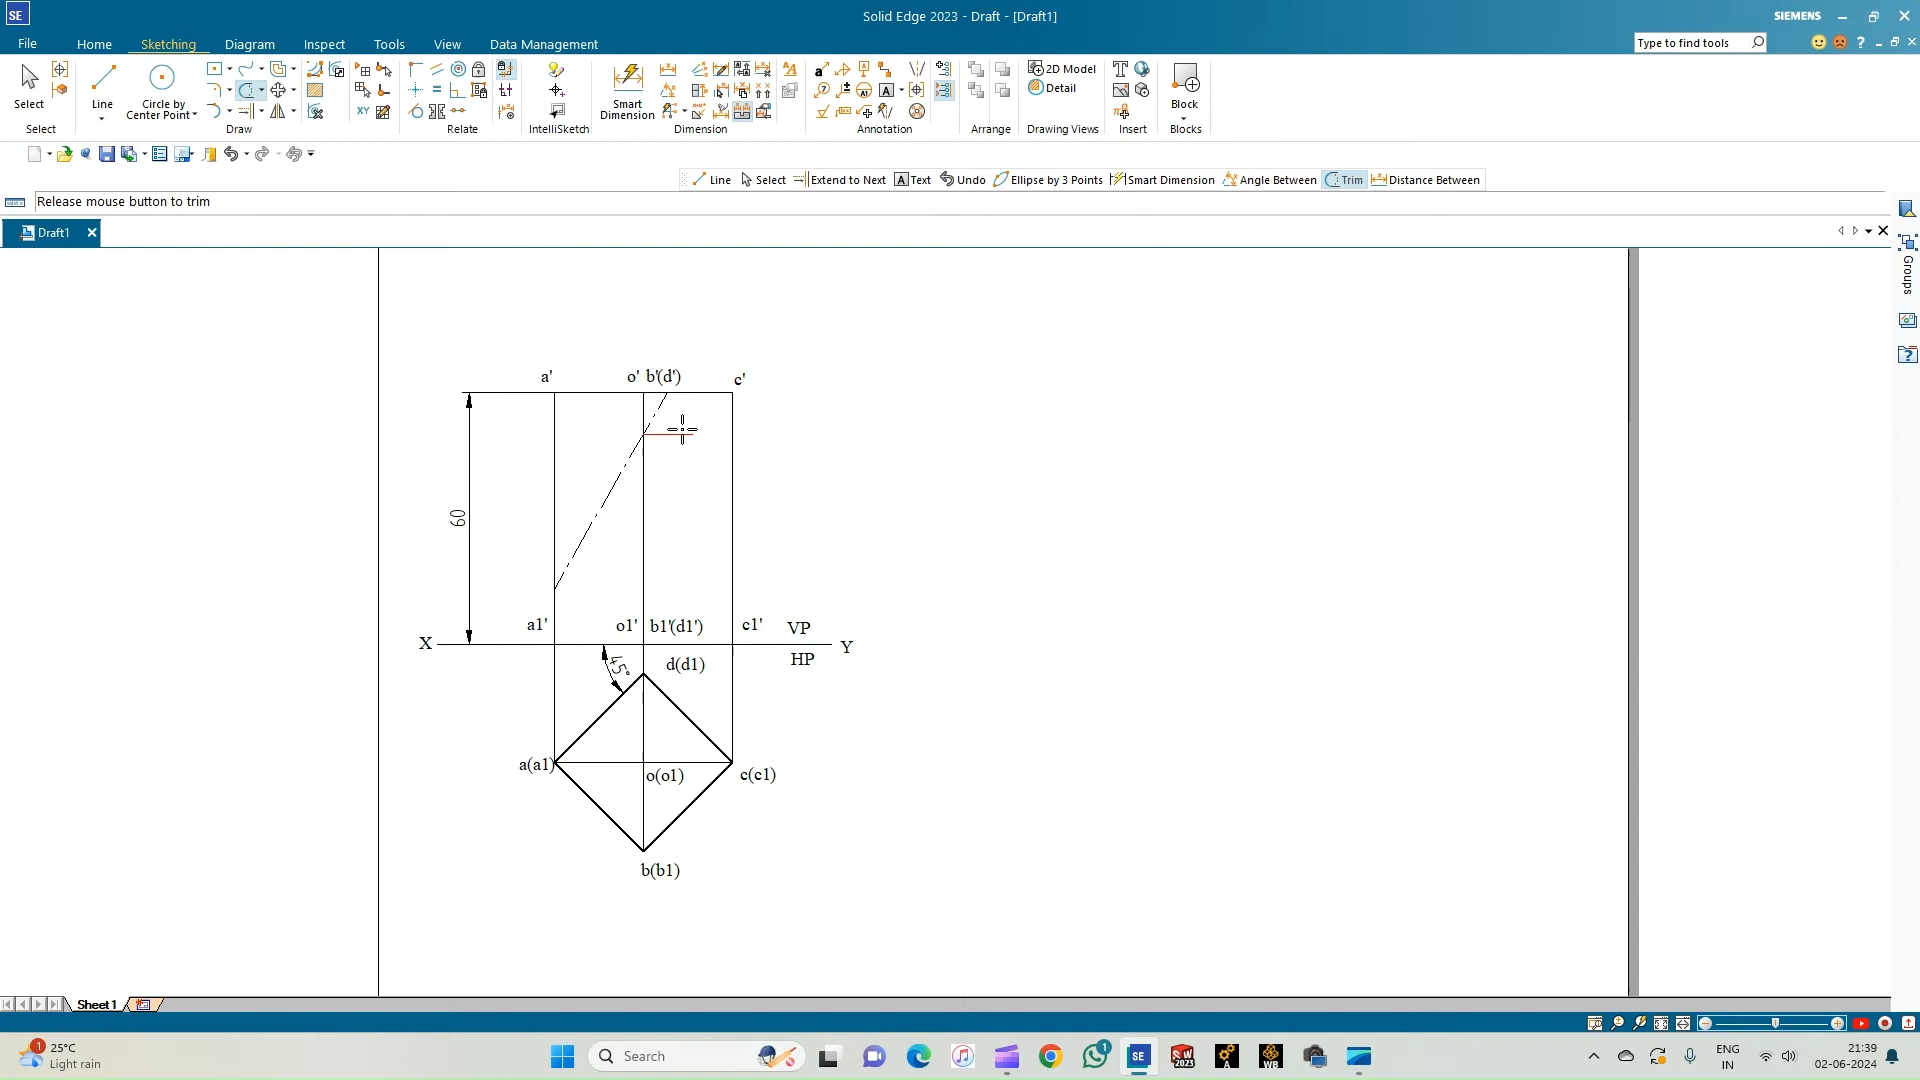 SE
Solid Edge 2023 - Draft - [Draft1]
SIEMENS
File
Home
Sketching
Diagram
Inspect
Tools
View
Data Management
Type to find tools
Select
Line
Circle by
Center Point
Smart
Dimension
2D Model
Detail
Block
Select
Draw
Relate
IntelliSketch
Dimension
Annotation
Arrange
Drawing Views
Insert
Blocks
Line
Select
Extend to Next
Text
Undo
Ellipse by 3 Points
Smart Dimension
Angle Between
Trim
Distance Between
Release mouse button to trim
Draft1
Groups
a'
o' b'(d')
c'
60
a1'
o1'
b1'(d1')
c1'
VP
X
Y
HP
45°
d(d1)
a(a1)
o(o1)
c(c1)
b(b1)
Sheet1
1
25°C
Light rain
Search
1
SE
ENG
IN
21:39
02-06-2024